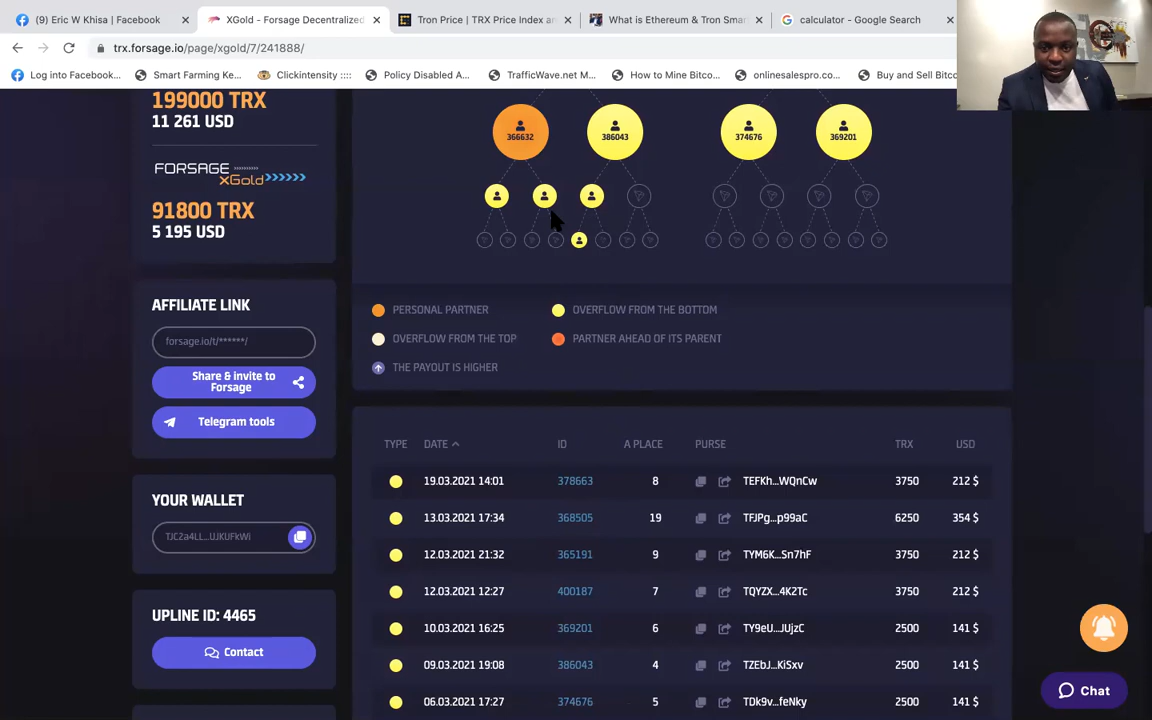 (9) Eric W Khisa | Facebook
XGold - Forsage Decentralized
Tron Price | TRX Price Index an
What is Ethereum & Tron Smar
calculator - Google Search
trx.forsage.io/page/xgold/7/241888/
Log into Facebook...
Smart Farming Ke...
Clickintensity ::::
Policy Disabled A...
TrafficWave.net M...
How to Mine Bitco...
onlinesalespro.co...
Buy and Sell Bitco
199000 TRX
11 261 USD
FORSAGE
xGold
91800 TRX
5 195 USD
366632
386043
374676
369201
PERSONAL PARTNER
OVERFLOW FROM THE BOTTOM
OVERFLOW FROM THE TOP
PARTNER AHEAD OF ITS PARENT
THE PAYOUT IS HIGHER
AFFILIATE LINK
forsage.io/t/******/
Share & invite to
Forsage
Telegram tools
YOUR WALLET
TJC2a4LL...UJKUFkWi
UPLINE ID: 4465
Contact
TYPE DATE ID A PLACE PURSE TRX USD
19.03.2021 14:01 378663 8 TEFKh...WQnCw 3750 212 $
13.03.2021 17:34 368505 19 TFJPg...p99aC 6250 354 $
12.03.2021 21:32 365191 9 TYM6K...Sn7hF 3750 212 $
12.03.2021 12:27 400187 7 TQYZX...4K2Tc 3750 212 $
10.03.2021 16:25 369201 6 TY9eU...JUjzC 2500 141 $
09.03.2021 19:08 386043 4 TZEbJ...KiSxv 2500 141 $
06.03.2021 17:27 374676 5 TDk9v...feNky 2500 141 $
Chat